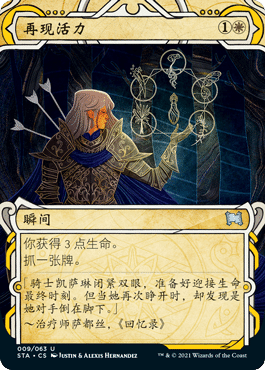 再现活力 1
瞬间
你获得3点生命。
抓一张牌。
「骑士凯萨琳闭紧双眼，准备好迎接生命
最终时刻。但当她再次睁开时，却发现是
她对手倒在脚下。」
～治疗师萨都丝，《回忆录》
009/063 U
STA • CS JUSTIN & ALEXIS HERNANDEZ
™ & © 2021 Wizards of the Coast